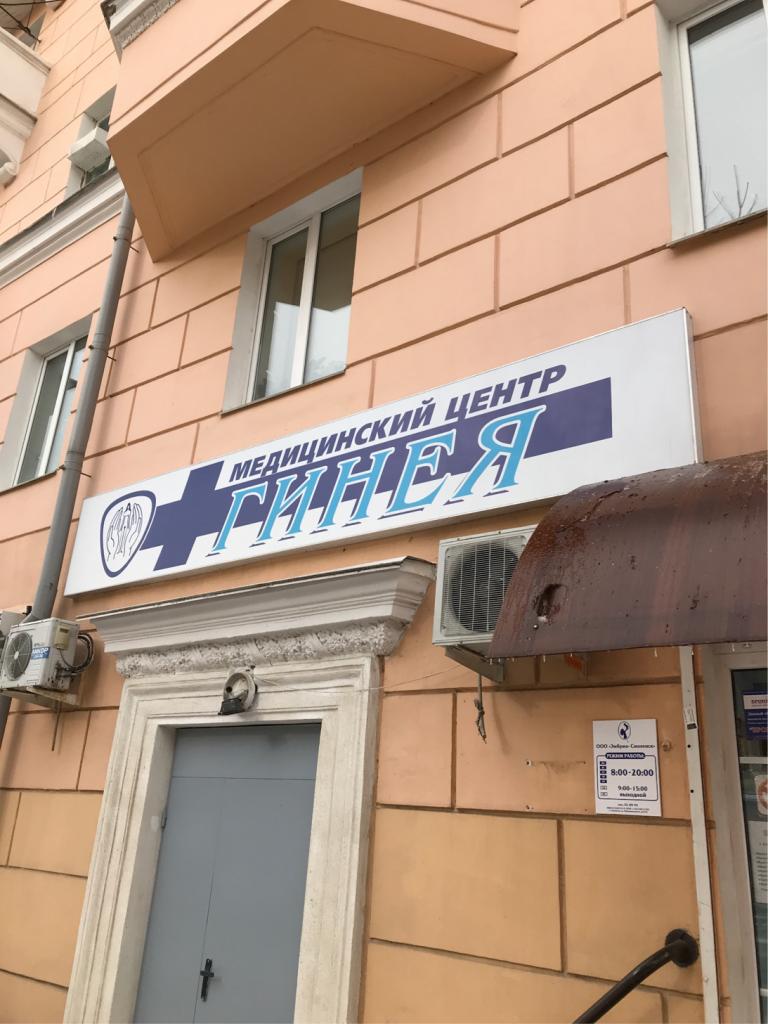 МЕДИЦИНСКИЙ ЦЕНТР
ГИНЕЯ
РЕЖИМ РАБОТЫ:
8:00-20:00
9:00-15:00
выходной